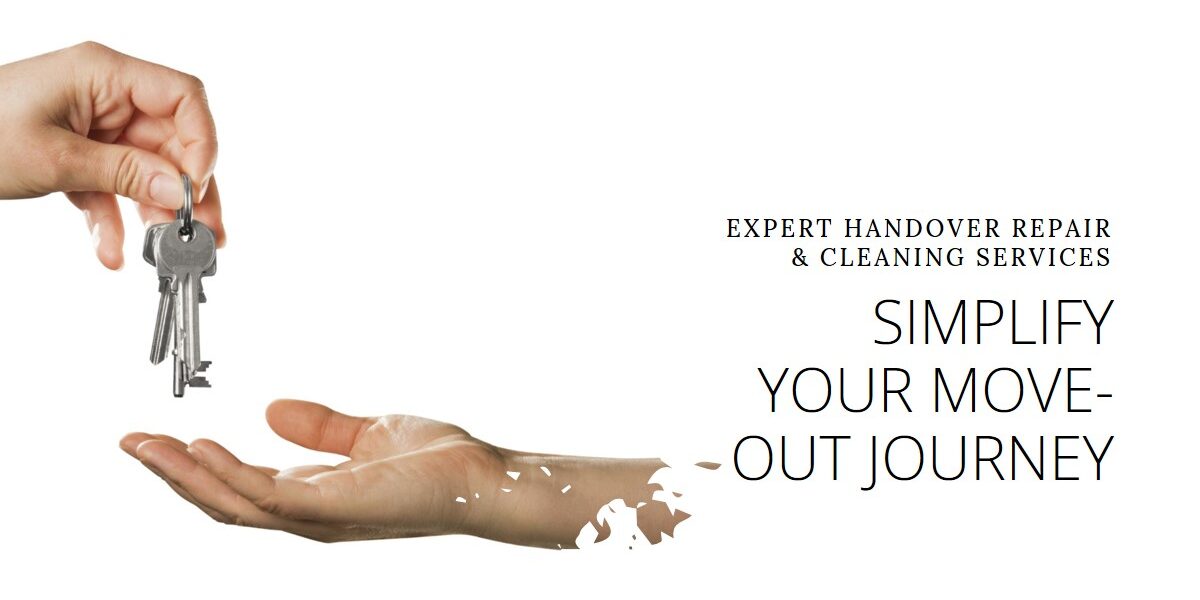 EXPERT HANDOVER REPAIR
& CLEANING SERVICES
SIMPLIFY
YOUR MOVE-
OUT JOURNEY